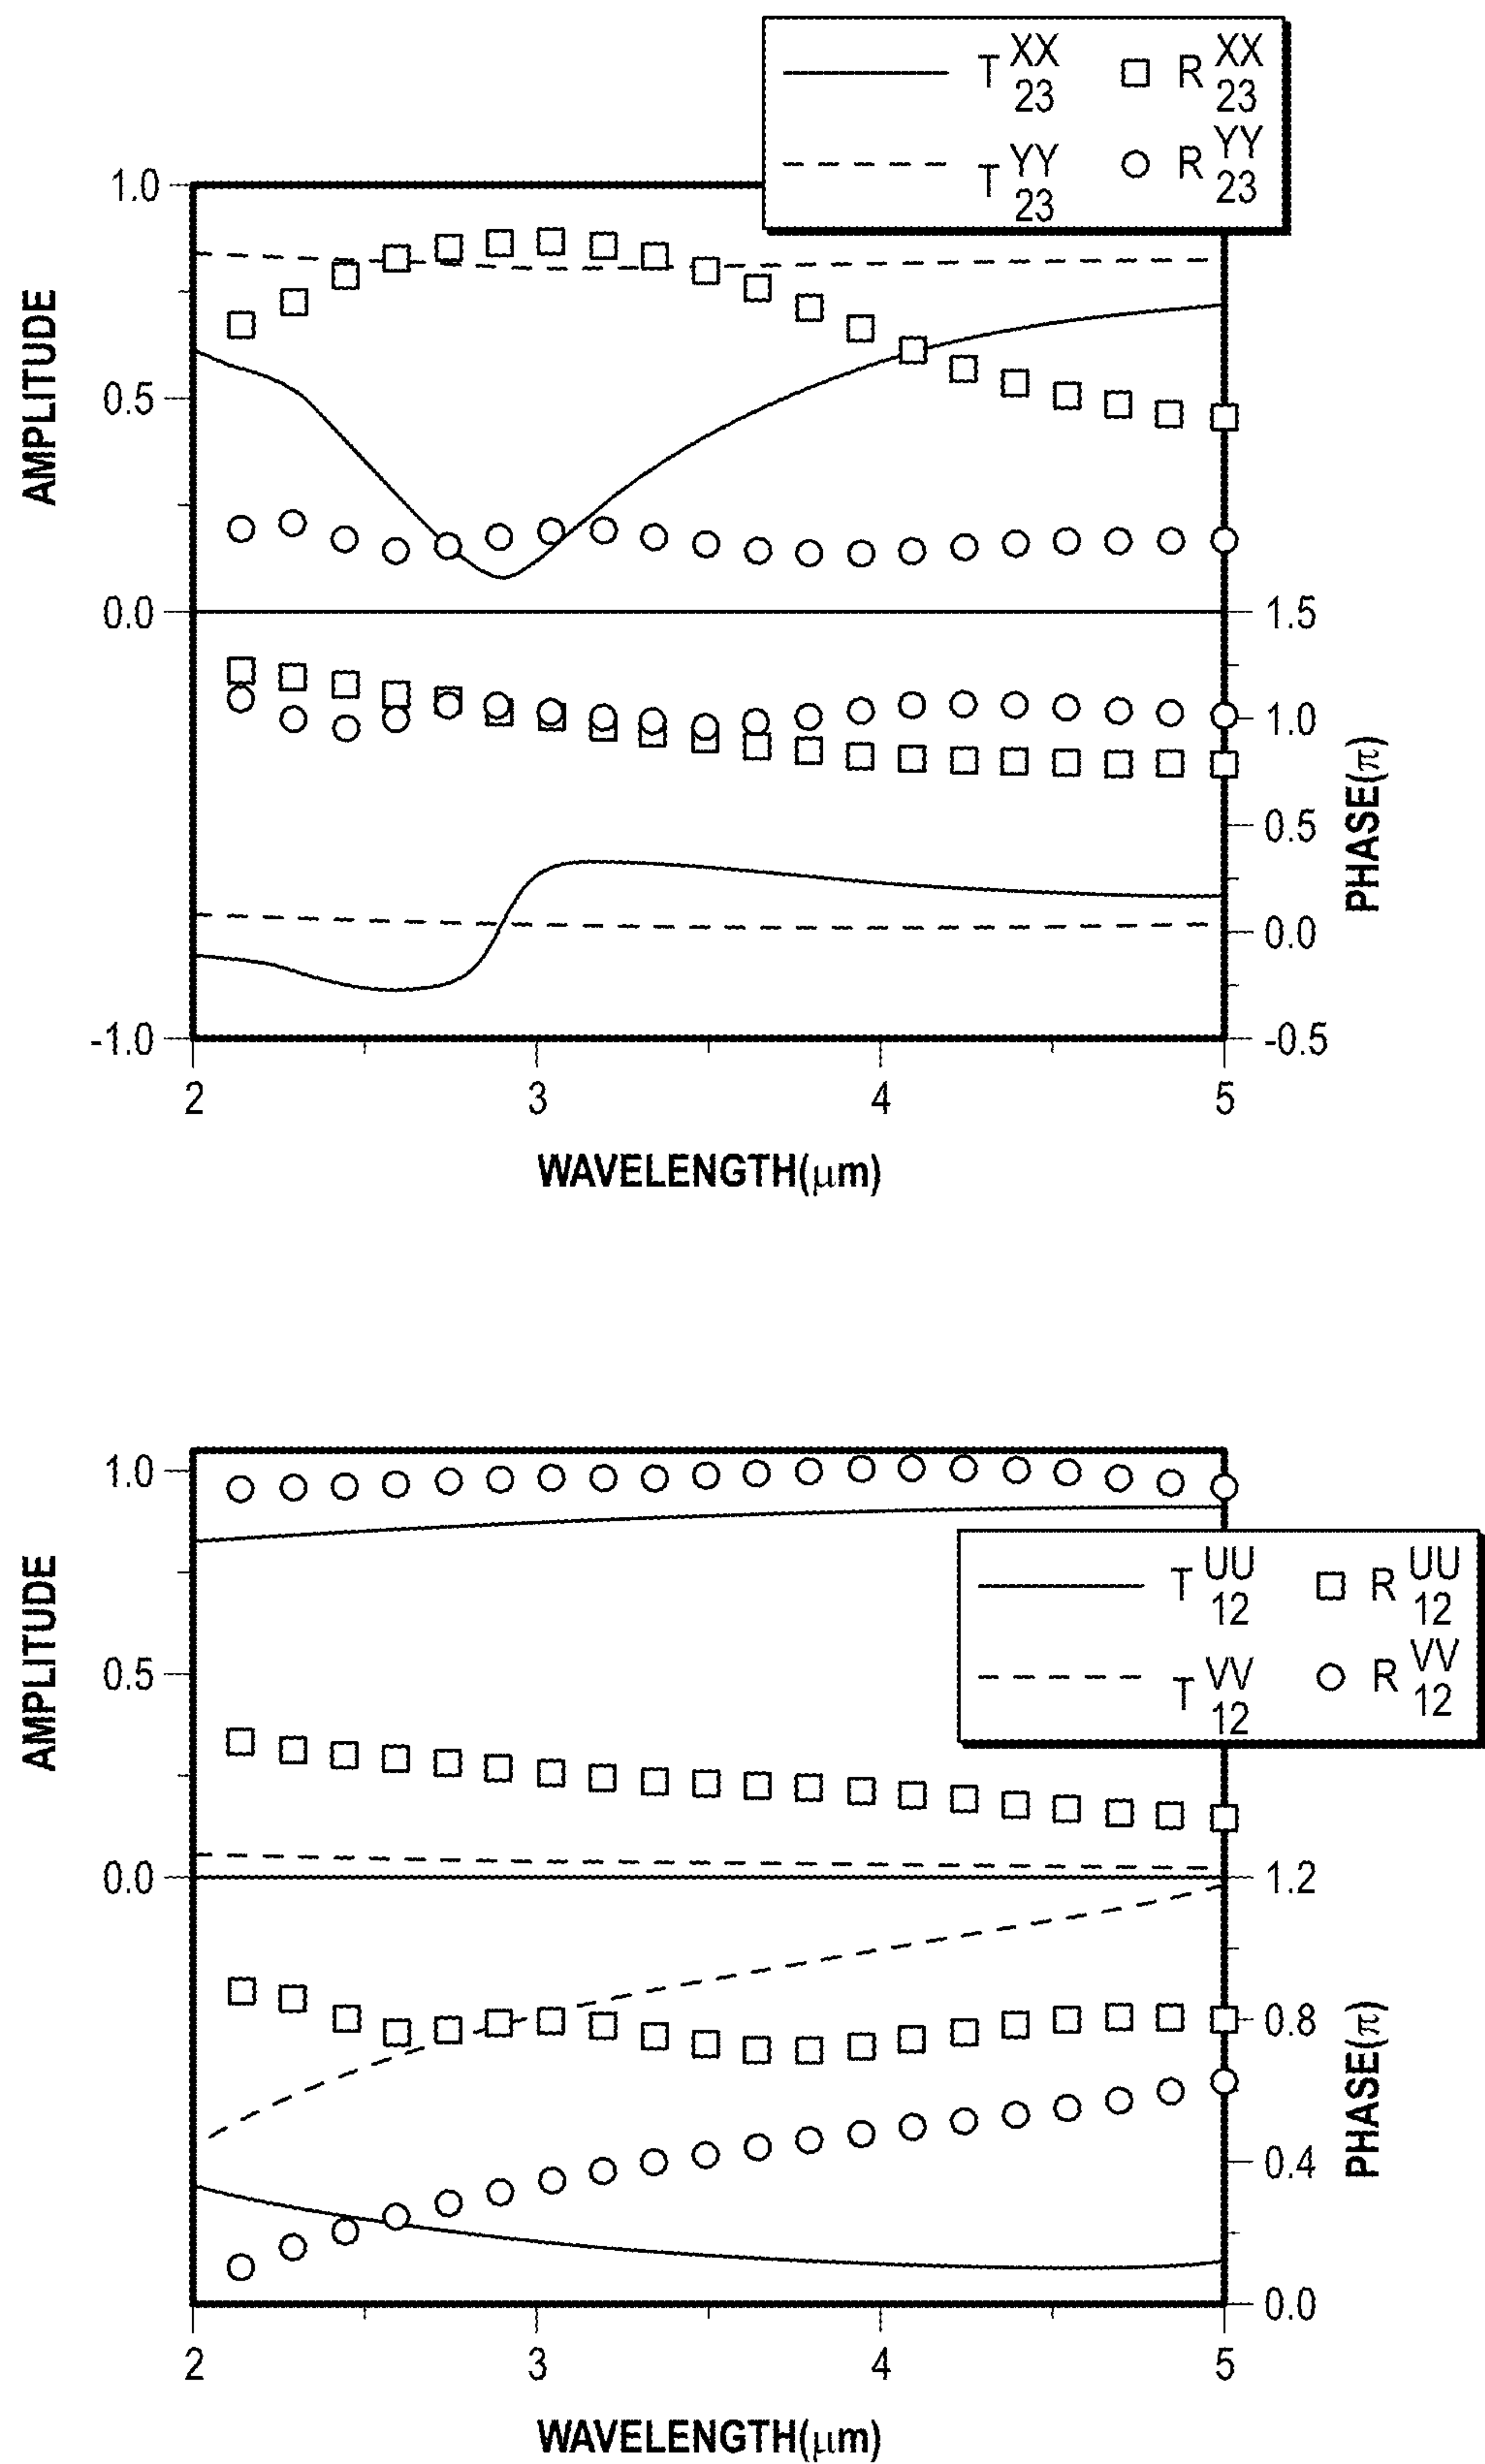 T XX 23 □ R XX 23
T YY 23 ○ R YY 23
1.0
AMPLITUDE
0.5
0.0
1.5
1.0
PHASE(π)
0.5
0.0
-1.0
-0.5
2 3 4 5
WAVELENGTH(μm)
1.0
AMPLITUDE
T UU 12 □ R UU 12
T VV 12 ○ R VV 12
0.5
0.0
1.2
0.8
PHASE(π)
0.4
0.0
2 3 4 5
WAVELENGTH(μm)